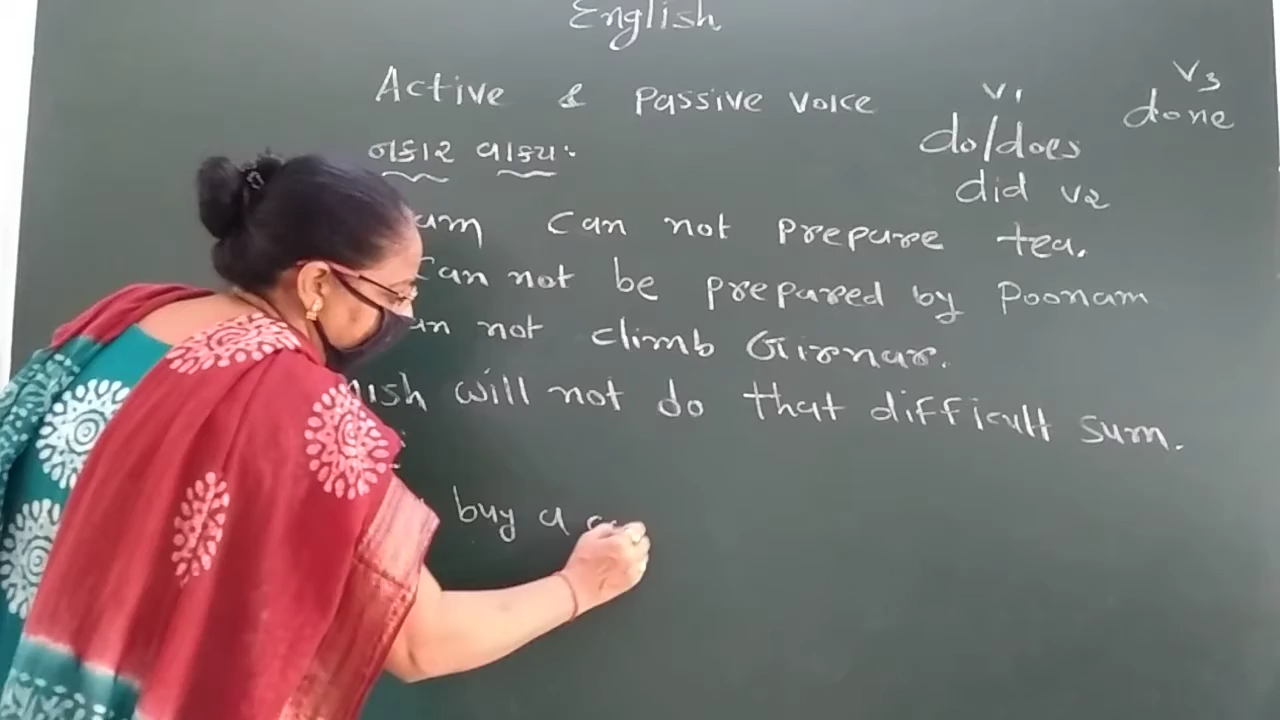 English
Active & Passive Voice
V1
V3
do/does
done
did V2
નકાર વાક્ય:
can not prepare tea.
can not be prepared by Poonam
not climb Girnar.
will not do that difficult sum.
buy a